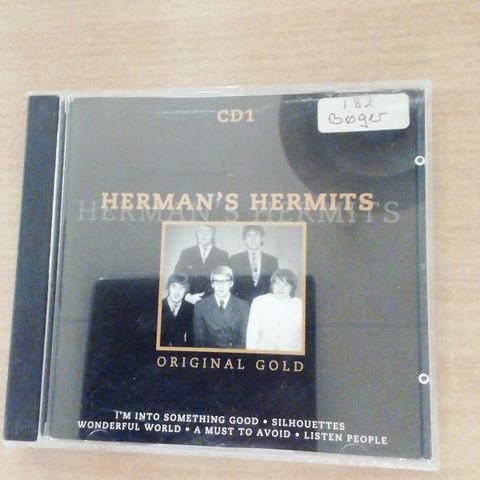 CD1
182
Bøger
HERMAN'S HERMITS
HERMAN'S HERMITS
ORIGINAL GOLD
I'M INTO SOMETHING GOOD • SILHOUETTES
WONDERFUL WORLD • A MUST TO AVOID • LISTEN PEOPLE